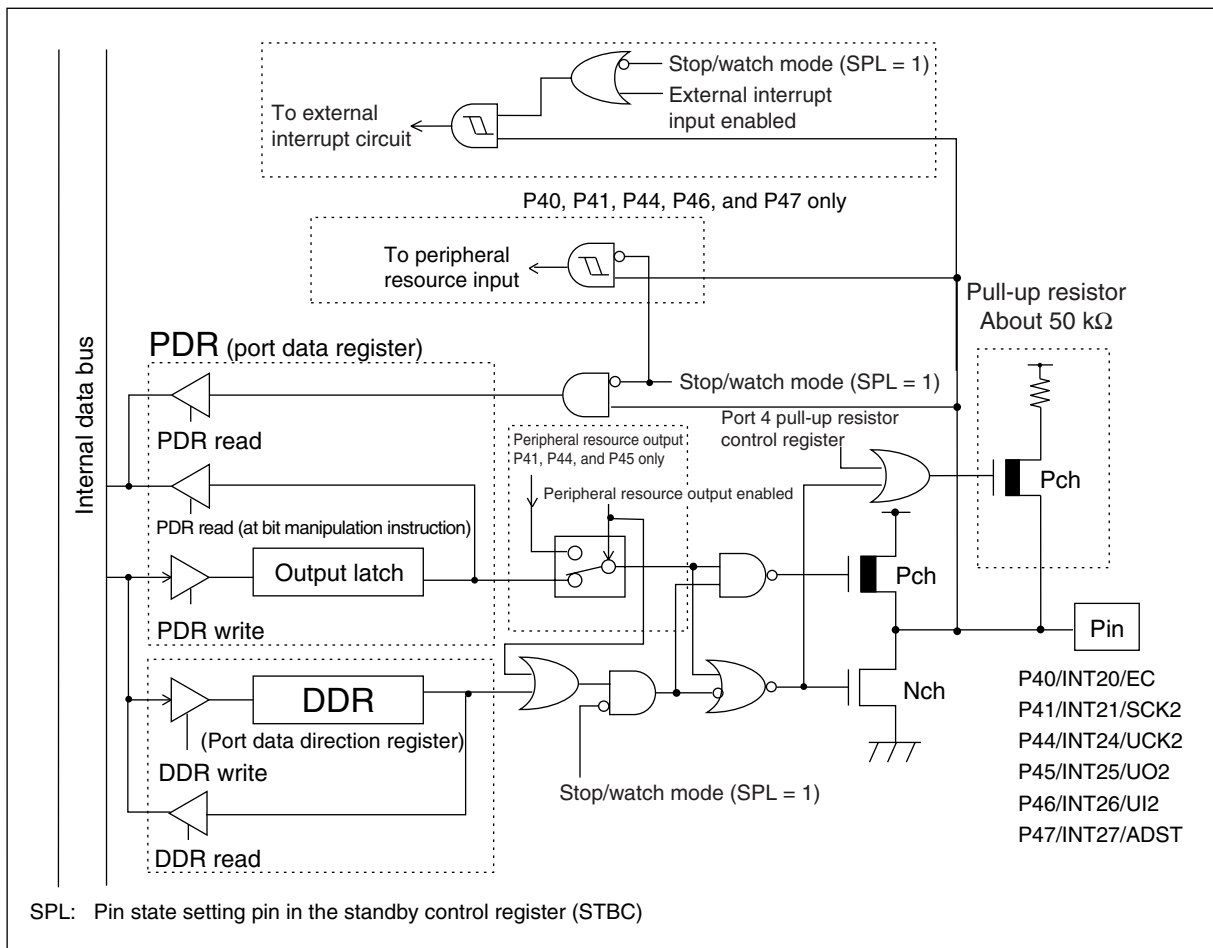 Stop/watch mode (SPL = 1)
External interrupt
input enabled
To external
interrupt circuit
P40, P41, P44, P46, and P47 only
To peripheral
resource input
Pull-up resistor
About 50 kΩ
Internal data bus
PDR (port data register)
Stop/watch mode (SPL = 1)
PDR read
Port 4 pull-up resistor
control register
Peripheral resource output
P41, P44, and P45 only
Pch
Peripheral resource output enabled
PDR read (at bit manipulation instruction)
Output latch
Pch
PDR write
Pin
DDR
Nch
(Port data direction register)
DDR write
Stop/watch mode (SPL = 1)
DDR read
P40/INT20/EC
P41/INT21/SCK2
P44/INT24/UCK2
P45/INT25/UO2
P46/INT26/UI2
P47/INT27/ADST
SPL: Pin state setting pin in the standby control register (STBC)